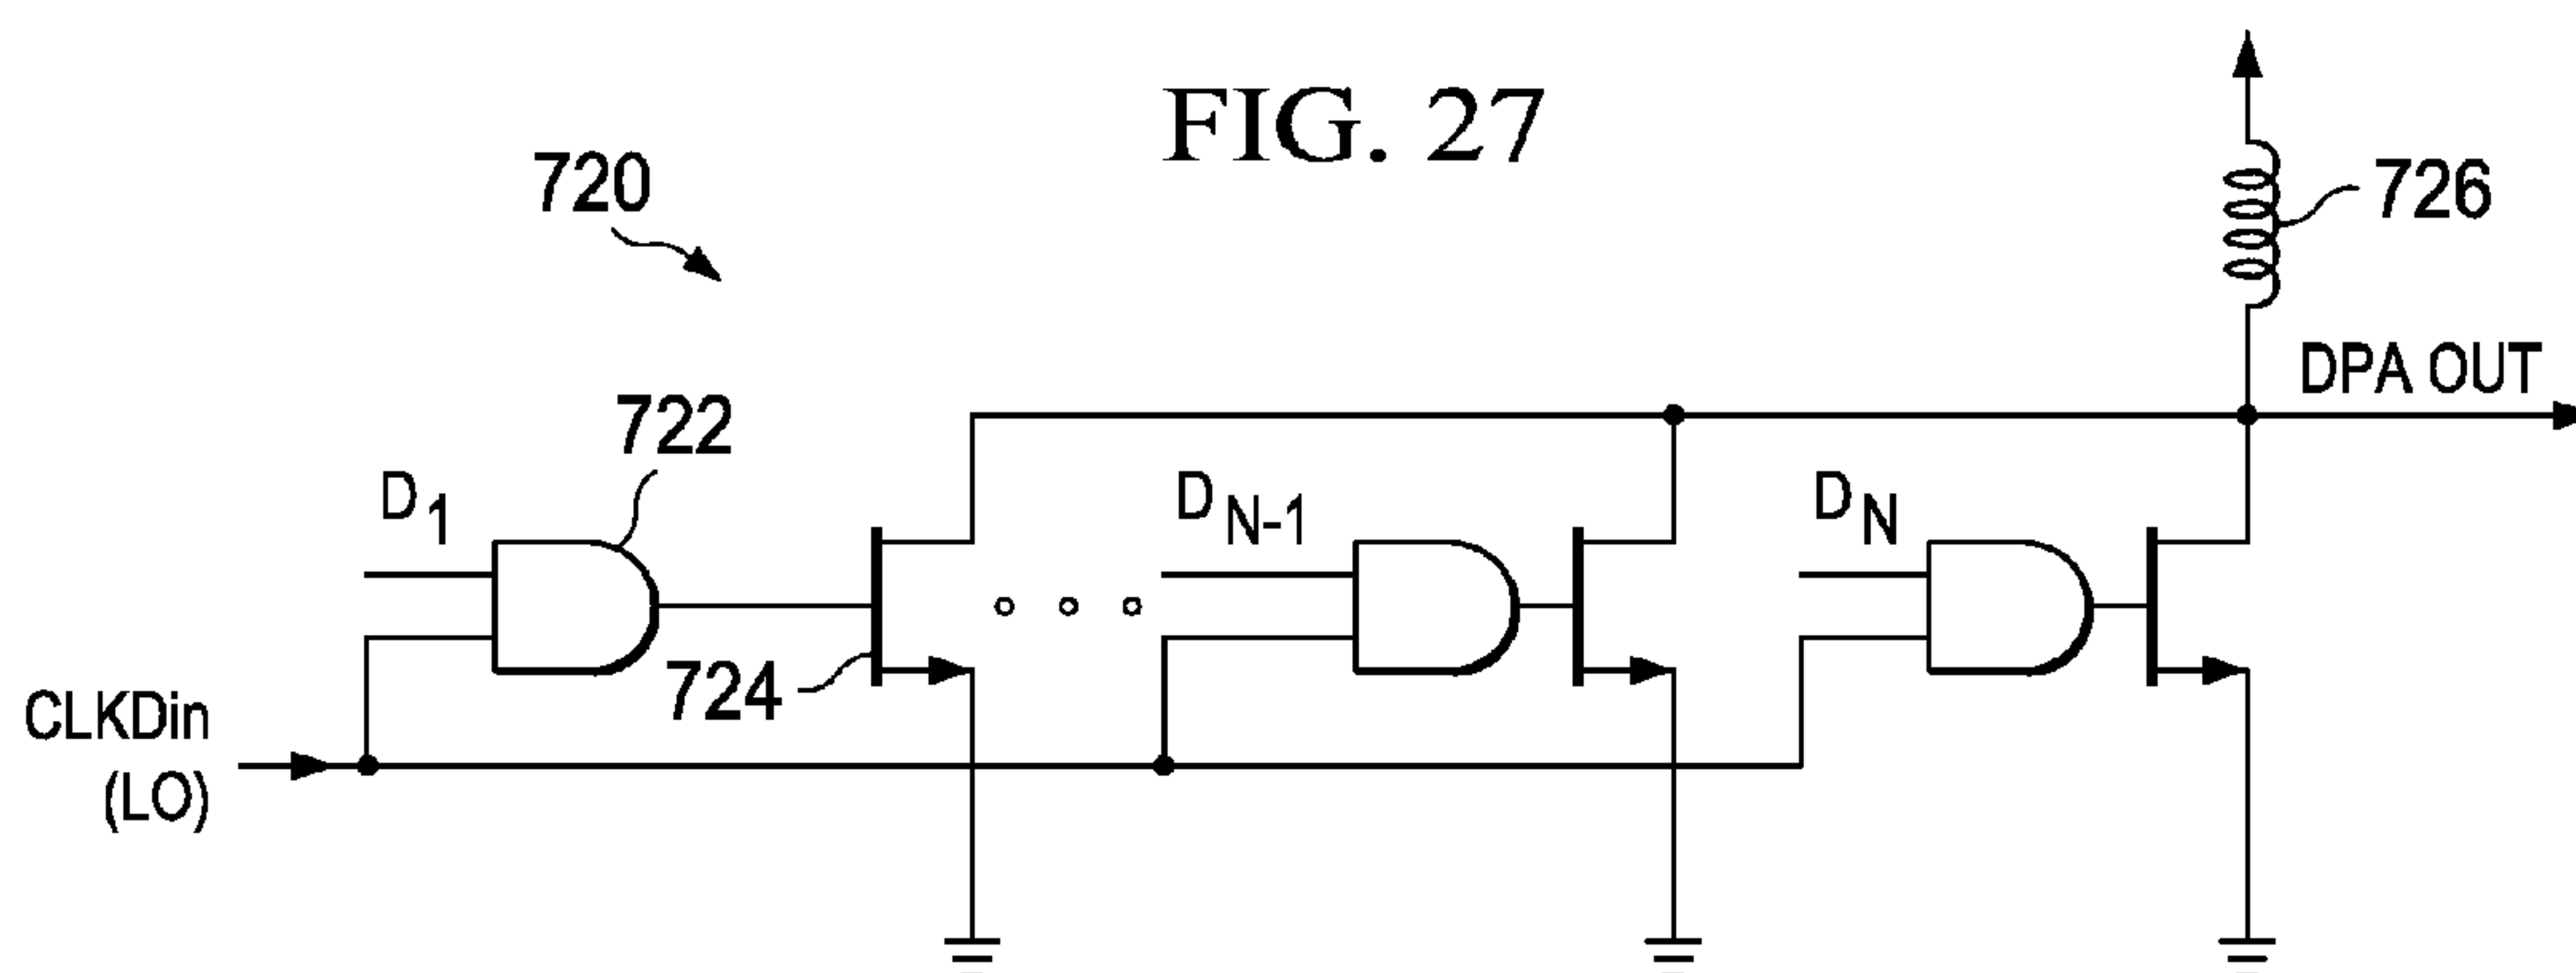 FIG. 27
720
726
DPA OUT
722
D1
DN-1
DN
724
CLKDin
(LO)